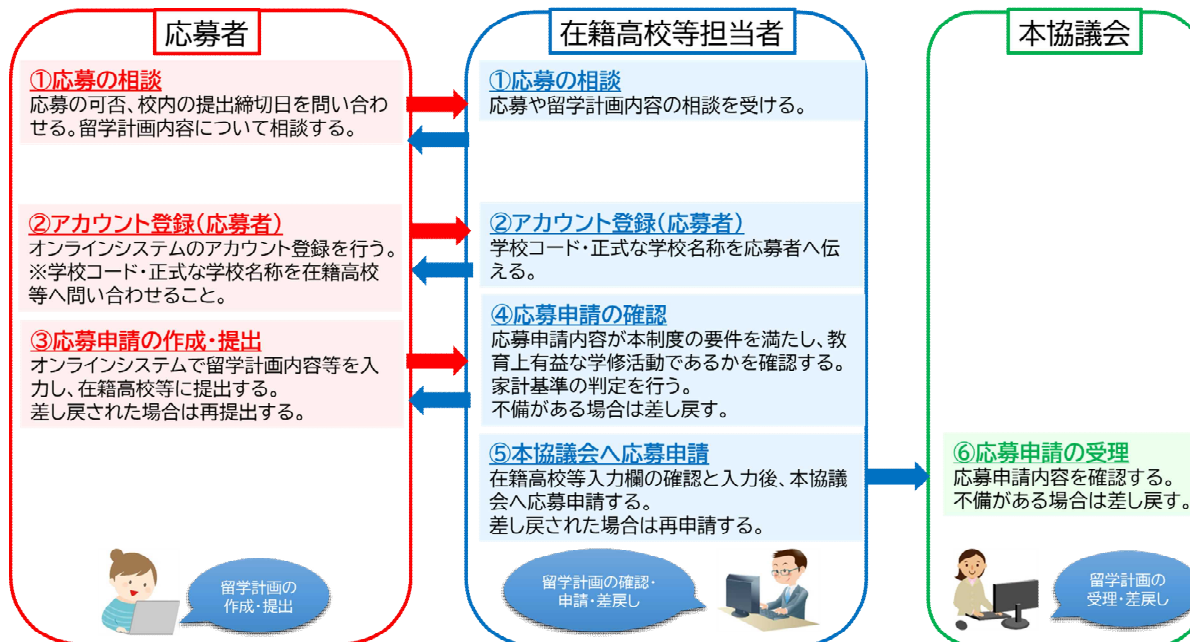 応募者
①応募の相談
応募の可否、校内の提出締切日を問い合わ
せる。留学計画内容について相談する。
②アカウント登録(応募者)
オンラインシステムのアカウント登録を行う。
※学校コード・正式な学校名称を在籍高校
等へ問い合わせること。
③応募申請の作成・提出
オンラインシステムで留学計画内容等を入
力し、在籍高校等に提出する。
差し戻された場合は再提出する。
留学計画の
作成・提出
在籍高校等担当者
①応募の相談
応募や留学計画内容の相談を受ける。
②アカウント登録(応募者)
学校コード・正式な学校名称を応募者へ伝
える。
④応募申請の確認
応募申請内容が本制度の要件を満たし、教
育上有益な学修活動であるかを確認する。
家計基準の判定を行う。
不備がある場合は差し戻す。
⑤本協議会へ応募申請
在籍高校等入力欄の確認と入力後、本協議
会へ応募申請する。
差し戻された場合は再申請する。
留学計画の確認・
申請・差戻し
本協議会
⑥応募申請の受理
応募申請内容を確認する。
不備がある場合は差し戻す。
留学計画の
受理・差戻し